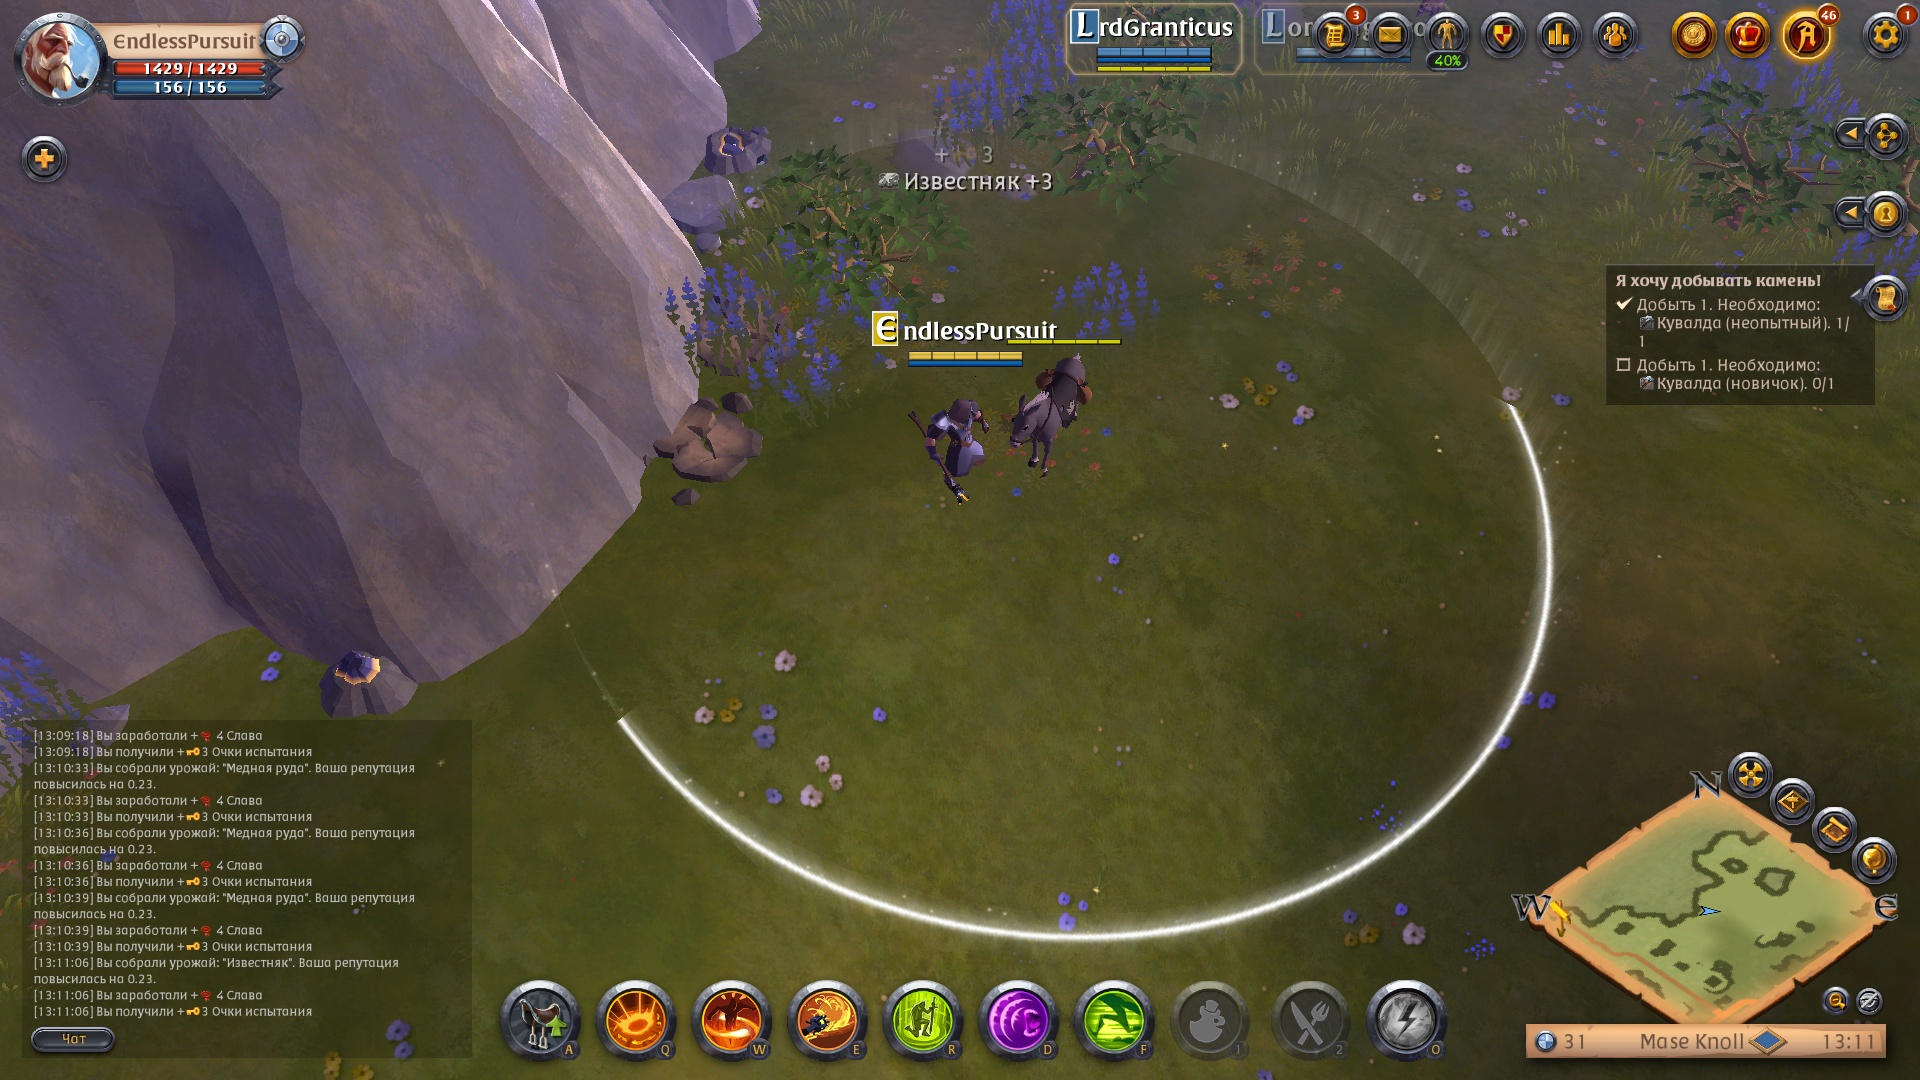 EndlessPursuit
1429 / 1429
156 / 156
LrdGranticus
3
40%
46
1
+ 3
Известняк +3
EndlessPursuit
Я хочу добывать камень!
Добыть 1. Необходимо:
Кувалда (неопытный). 1/
1
Добыть 1. Необходимо:
Кувалда (новичок). 0/1
[13:09:18] Вы заработали + 4 Слава
[13:09:18] Вы получили + 3 Очки испытания
[13:10:33] Вы собрали урожай: "Медная руда". Ваша репутация
повысилась на 0.23.
[13:10:33] Вы заработали + 4 Слава
[13:10:33] Вы получили + 3 Очки испытания
[13:10:36] Вы собрали урожай: "Медная руда". Ваша репутация
повысилась на 0.23.
[13:10:36] Вы заработали + 4 Слава
[13:10:36] Вы получили + 3 Очки испытания
[13:10:39] Вы собрали урожай: "Медная руда". Ваша репутация
повысилась на 0.23.
[13:10:39] Вы заработали + 4 Слава
[13:10:39] Вы получили + 3 Очки испытания
[13:11:06] Вы собрали урожай: "Известняк". Ваша репутация
повысилась на 0.23.
[13:11:06] Вы заработали + 4 Слава
[13:11:06] Вы получили + 3 Очки испытания
Чат
A Q W E R D F 1 2 O
N
W
E
31 Mase Knoll 13:11